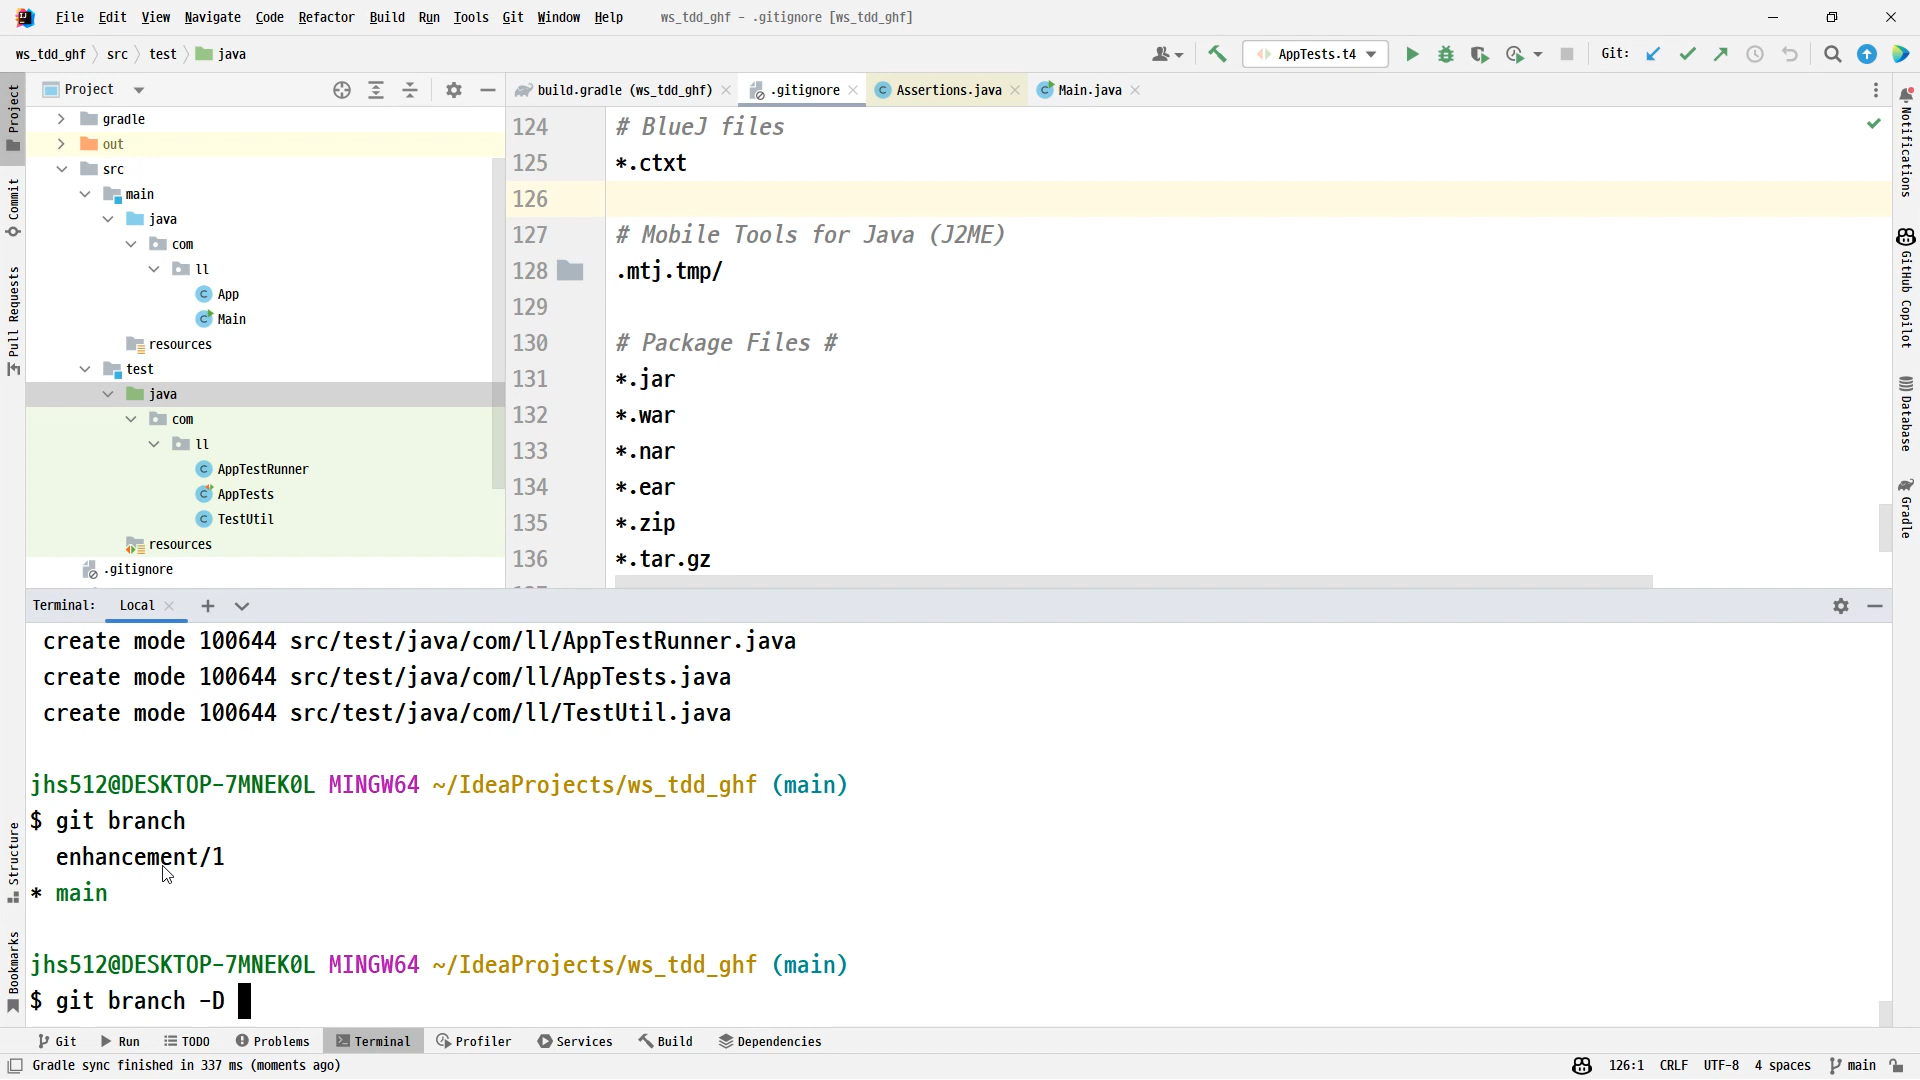 File Edit View Navigate Code Refactor Build Run Tools Git Window Help ws_tdd_ghf - .gitignore [ws_tdd_ghf]
ws_tdd_ghf src test java AppTests.t4 Git:
Project
build.gradle (ws_tdd_ghf) .gitignore Assertions.java Main.java
gradle
out
src
main
java
com
ll
App
Main
resources
test
java
com
ll
AppTestRunner
AppTests
TestUtil
resources
.gitignore
124 # BlueJ files
125 *.ctxt
126
127 # Mobile Tools for Java (J2ME)
128 .mtj.tmp/
129
130 # Package Files #
131 *.jar
132 *.war
133 *.nar
134 *.ear
135 *.zip
136 *.tar.gz
Project
Commit
Pull Requests
Structure
Bookmarks
Notifications
GitHub Copilot
Database
Gradle
Terminal: Local
create mode 100644 src/test/java/com/ll/AppTestRunner.java
create mode 100644 src/test/java/com/ll/AppTests.java
create mode 100644 src/test/java/com/ll/TestUtil.java
jhs512@DESKTOP-7MNEK0L MINGW64 ~/IdeaProjects/ws_tdd_ghf (main)
$ git branch
enhancement/1
* main
jhs512@DESKTOP-7MNEK0L MINGW64 ~/IdeaProjects/ws_tdd_ghf (main)
$ git branch -D
Git Run TODO Problems Terminal Profiler Services Build Dependencies
Gradle sync finished in 337 ms (moments ago) 126:1 CRLF UTF-8 4 spaces main